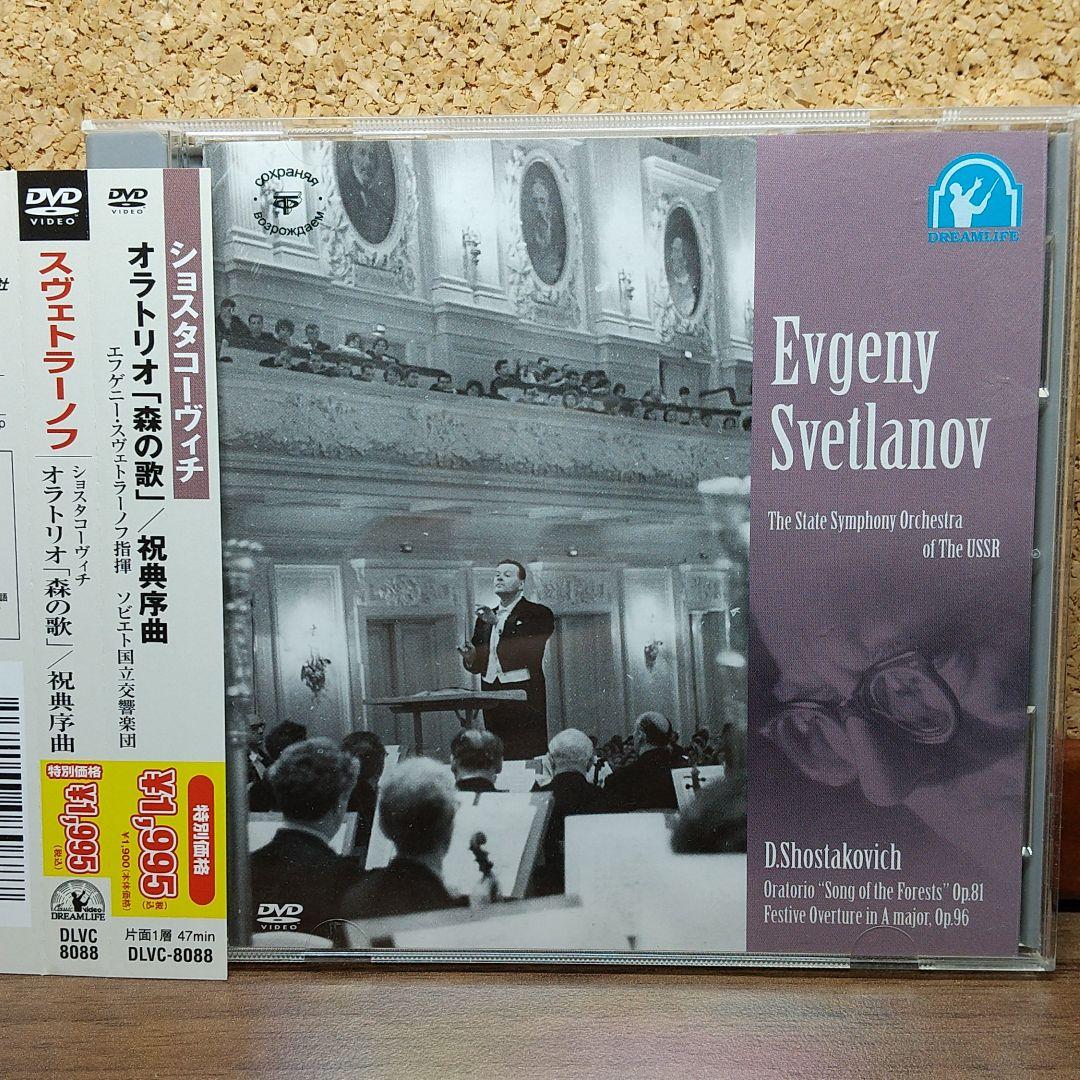 社
p
語
DVD
VIDEO
スヴェトラーノフ
ショスタコーヴィチ
オラトリオ「森の歌」／祝典序曲
特別価格
¥1,995
(税込)
Classic video
DREAMLIFE
DLVC
8088
DVD
VIDEO
ショスタコーヴィチ
オラトリオ「森の歌」／祝典序曲
エフゲニー・スヴェトラーノフ指揮 ソビエト国立交響楽団
特別価格
¥1,995
(税込)
¥1,900(本体価格)
片面1層 47min
DLVC-8088
сохраняя
возрождаем
DREAMLIFE
Evgeny
Svetlanov
The State Symphony Orchestra
of The USSR
D.Shostakovich
Oratorio “Song of the Forests” Op.81
Festive Overture in A major, Op.96
DVD
VIDEO